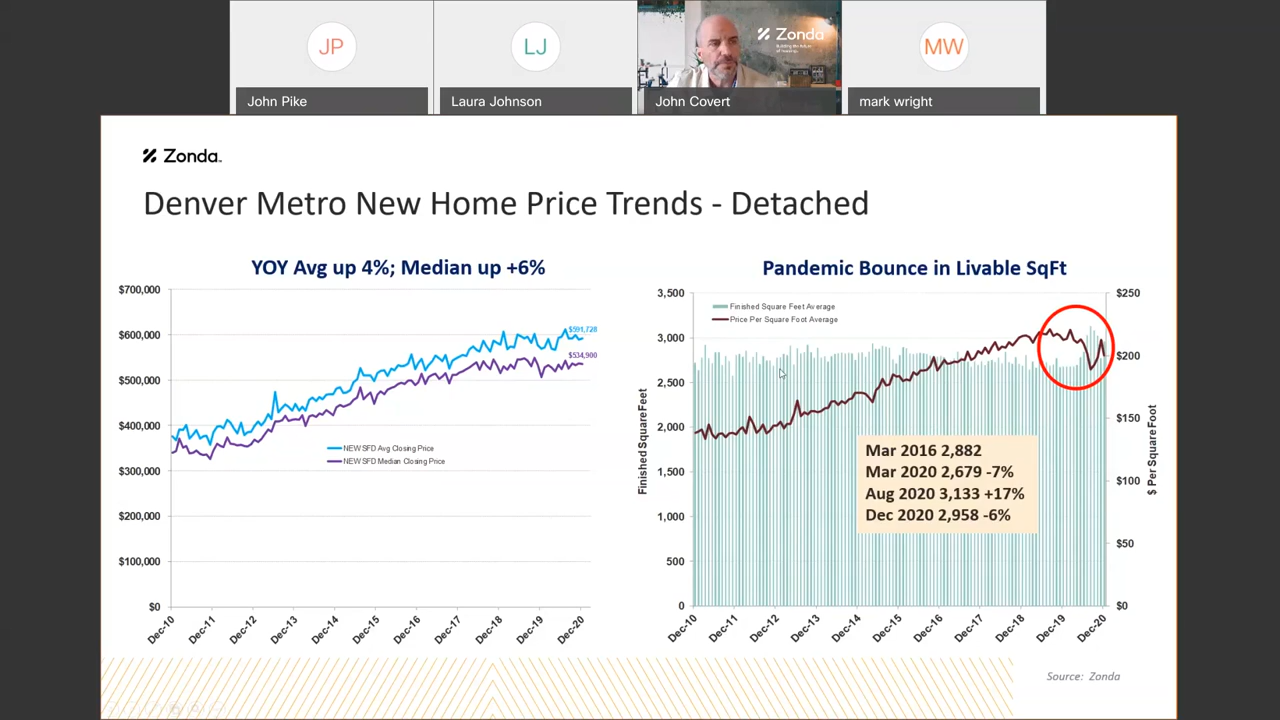 JP
LJ
Zonda
MW
John Pike
Laura Johnson
John Covert
mark wright
Zonda
Denver Metro New Home Price Trends - Detached
YOY Avg up 4%; Median up +6%
$700,000
$600,000
$500,000
$400,000
$300,000
$200,000
$100,000
$0
$591,728
$534,900
NEW SFD Avg Closing Price
NEW SFD Median Closing Price
Dec-10
Dec-11
Dec-12
Dec-13
Dec-14
Dec-15
Dec-16
Dec-17
Dec-18
Dec-19
Dec-20
Pandemic Bounce in Livable SqFt
3,500
3,000
2,500
2,000
1,500
1,000
500
0
Finished Square Feet
Finished Square Feet Average
Price Per Square Foot Average
Mar 2016 2,882
Mar 2020 2,679 -7%
Aug 2020 3,133 +17%
Dec 2020 2,958 -6%
$250
$200
$150
$100
$50
$0
$ Per Square Foot
Dec-10
Dec-11
Dec-12
Dec-13
Dec-14
Dec-15
Dec-16
Dec-17
Dec-18
Dec-19
Dec-20
Source: Zonda